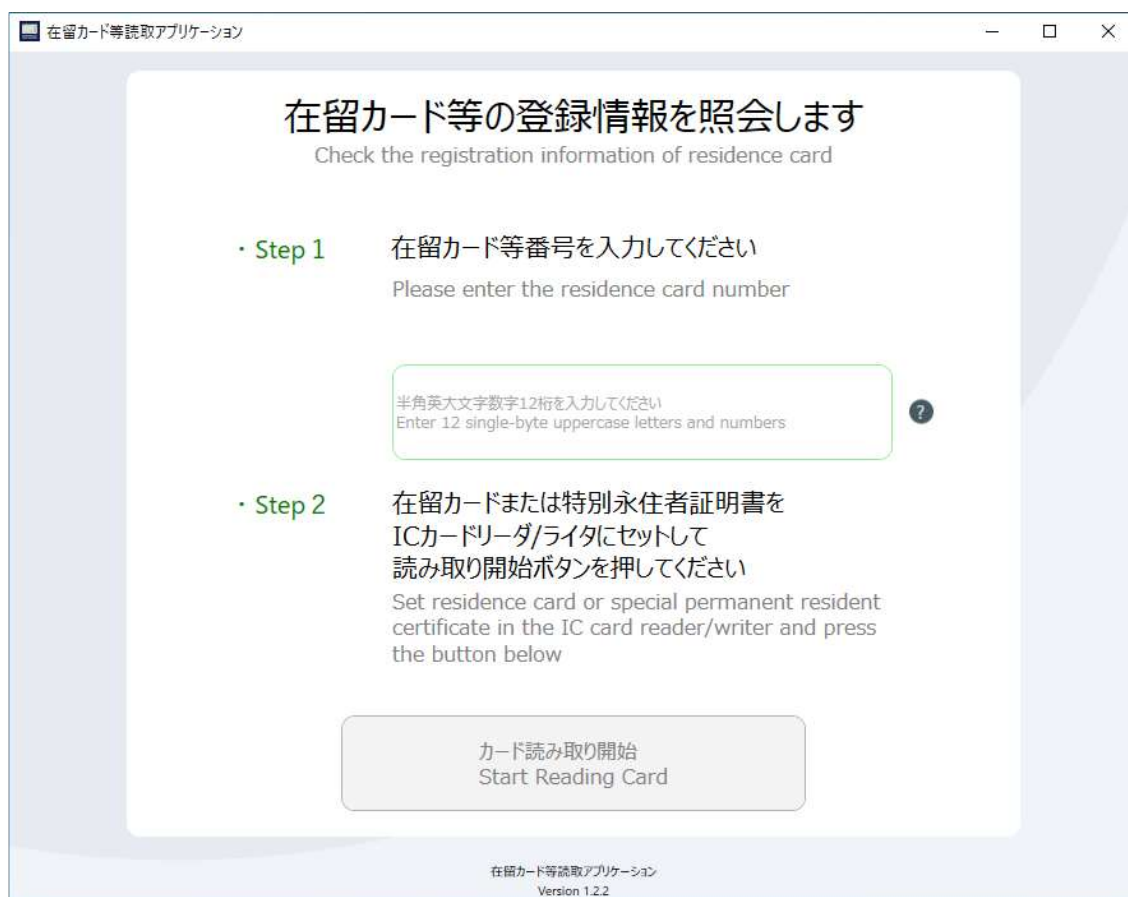 在留カード等読取アプリケーション
在留カード等の登録情報を照会します
Check the registration information of residence card
・Step 1
在留カード等番号を入力してください
Please enter the residence card number
半角英大文字数字12桁を入力してください
Enter 12 single-byte uppercase letters and numbers
?
・Step 2
在留カードまたは特別永住者証明書を
ICカードリーダ/ライタにセットして
読み取り開始ボタンを押してください
Set residence card or special permanent resident
certificate in the IC card reader/writer and press
the button below
カード読み取り開始
Start Reading Card
在留カード等読取アプリケーション
Version 1.2.2